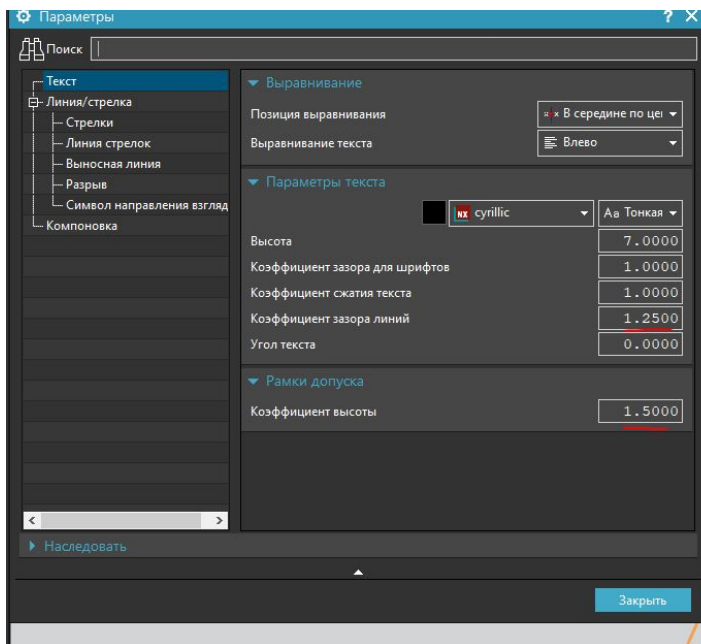 Параметры ? X
Поиск
Текст
Линия/стрелка
Стрелки
Линия стрелок
Выносная линия
Разрыв
Символ направления взгляд
Компоновка
Выравнивание
Позиция выравнивания В середине по цен
Выравнивание текста Влево
Параметры текста
NX cyrillic Aa Тонкая
Высота 7.0000
Коэффициент зазора для шрифтов 1.0000
Коэффициент сжатия текста 1.0000
Коэффициент зазора линий 1.2500
Угол текста 0.0000
Рамки допуска
Коэффициент высоты 1.5000
Наследовать
Закрыть